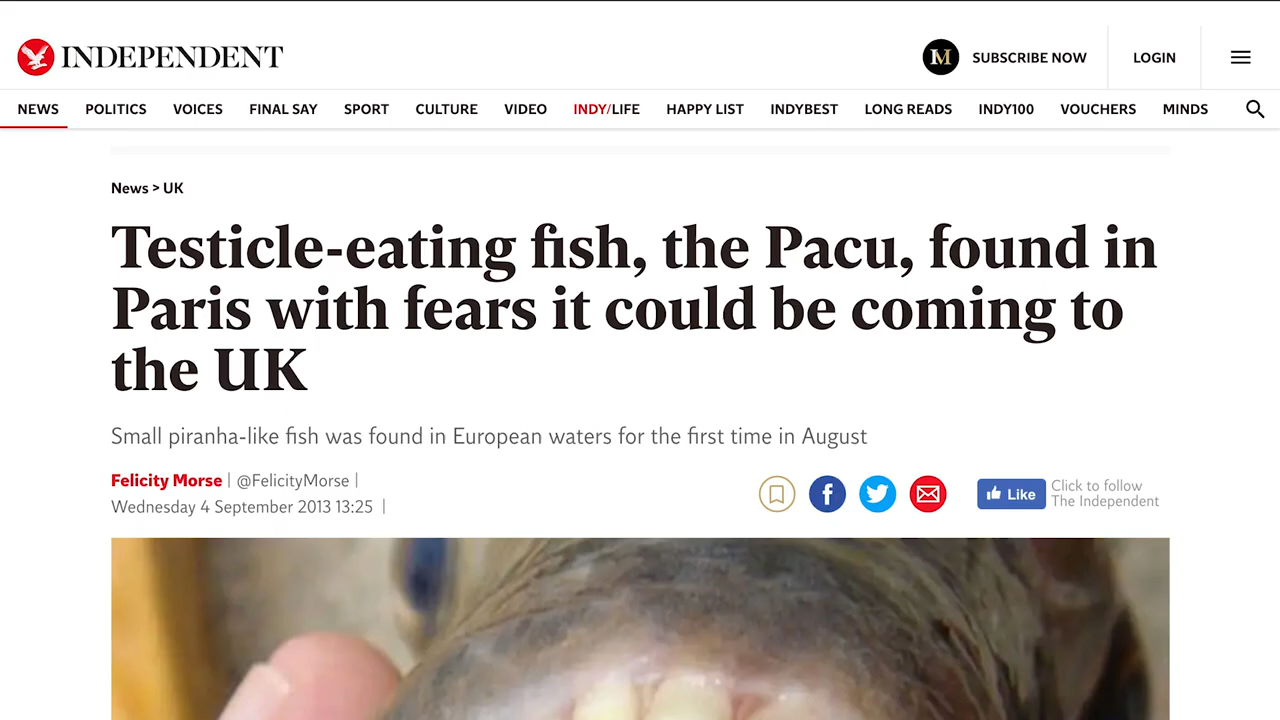 INDEPENDENT
M SUBSCRIBE NOW LOGIN
NEWS POLITICS VOICES FINAL SAY SPORT CULTURE VIDEO INDY/LIFE HAPPY LIST INDYBEST LONG READS INDY100 VOUCHERS MINDS
News > UK
Testicle-eating fish, the Pacu, found in
Paris with fears it could be coming to
the UK
Small piranha-like fish was found in European waters for the first time in August
Felicity Morse | @FelicityMorse |
Wednesday 4 September 2013 13:25 |
f Like
Click to follow
The Independent